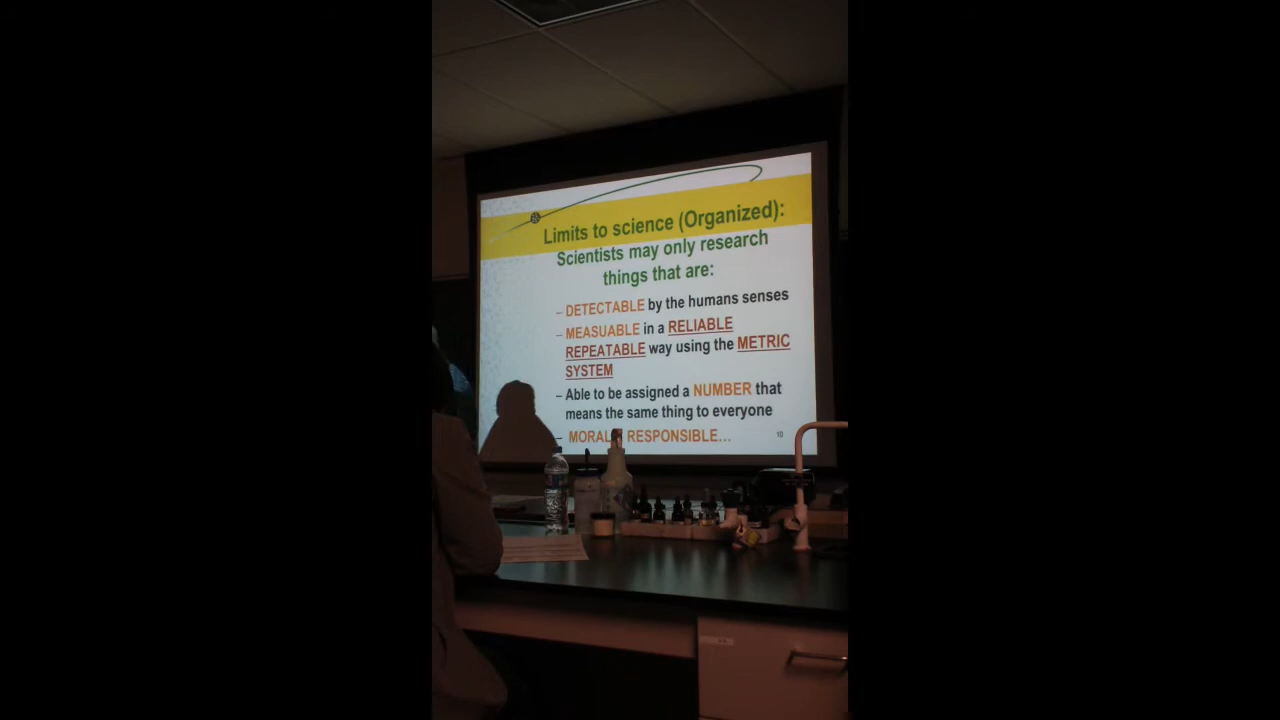 Limits to science (Organized):
Scientists may only research
things that are:
– DETECTABLE by the humans senses
– MEASUABLE in a RELIABLE
REPEATABLE way using the METRIC
SYSTEM
– Able to be assigned a NUMBER that
means the same thing to everyone
– RESPONSIBLE...
10